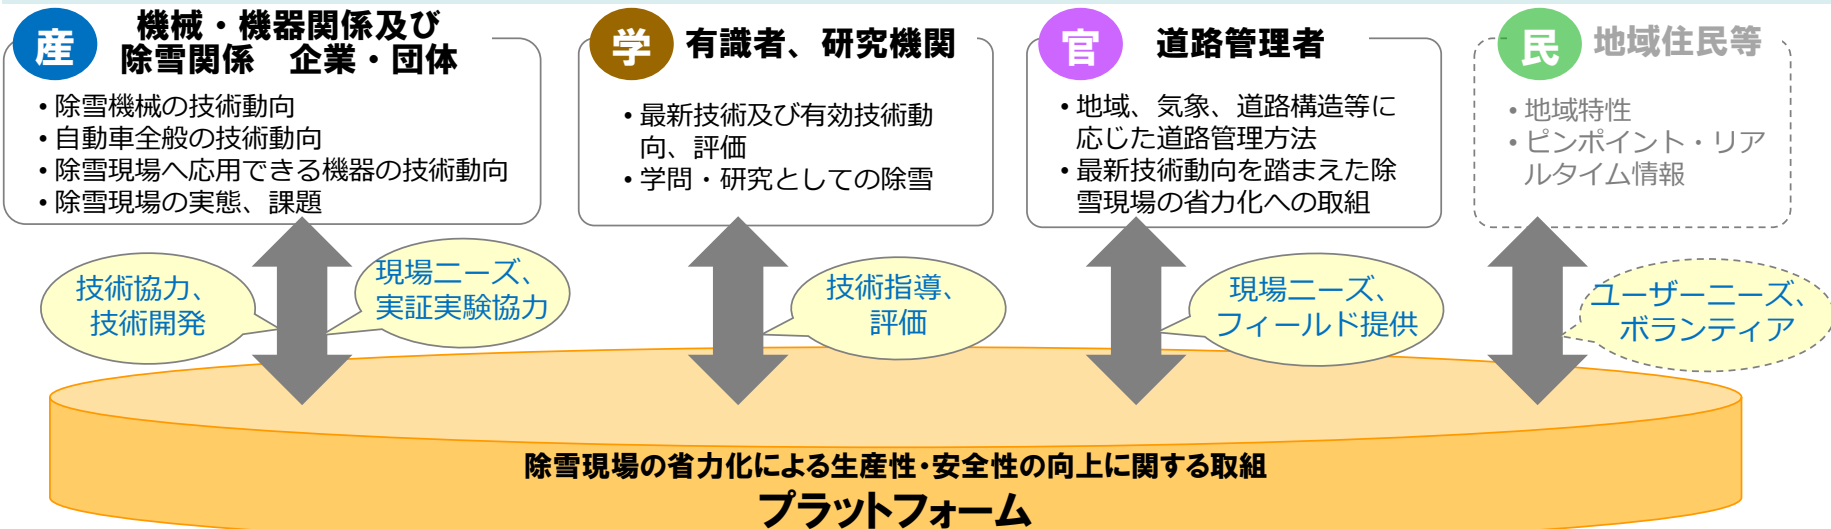 産
機械・機器関係及び
除雪関係　企業・団体
・除雪機械の技術動向
・自動車全般の技術動向
・除雪現場へ応用できる機器の技術動向
・除雪現場の実態、課題
学
有識者、研究機関
・最新技術及び有効技術動
向、評価
・学問・研究としての除雪
官
道路管理者
・地域、気象、道路構造等に
応じた道路管理方法
・最新技術動向を踏まえた除
雪現場の省力化への取組
民
地域住民等
・地域特性
・ピンポイント・リア
ルタイム情報
技術協力、
技術開発
現場ニーズ、
実証実験協力
技術指導、
評価
現場ニーズ、
フィールド提供
ユーザーニーズ、
ボランティア
除雪現場の省力化による生産性・安全性の向上に関する取組
プラットフォーム